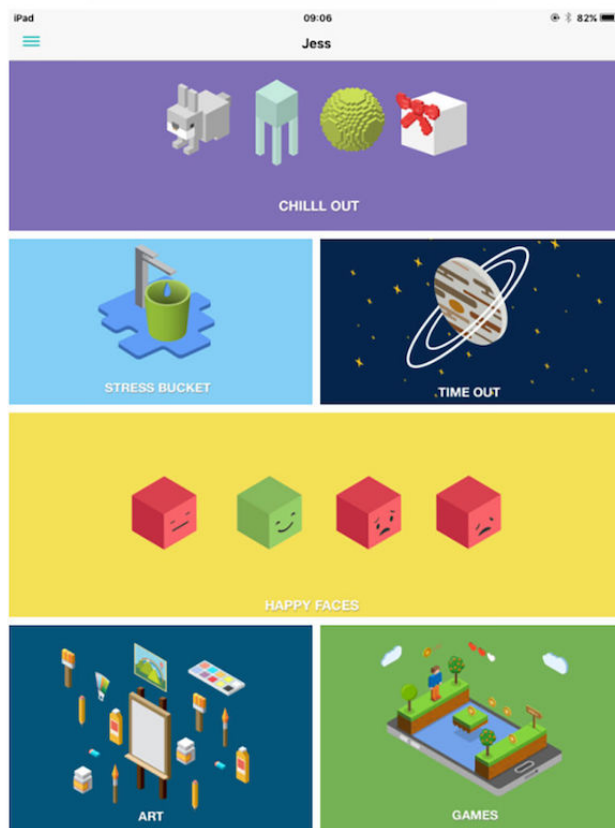 iPad 09:06 82%
Jess
CHILLL OUT
STRESS BUCKET
TIME OUT
HAPPY FACES
ART
GAMES